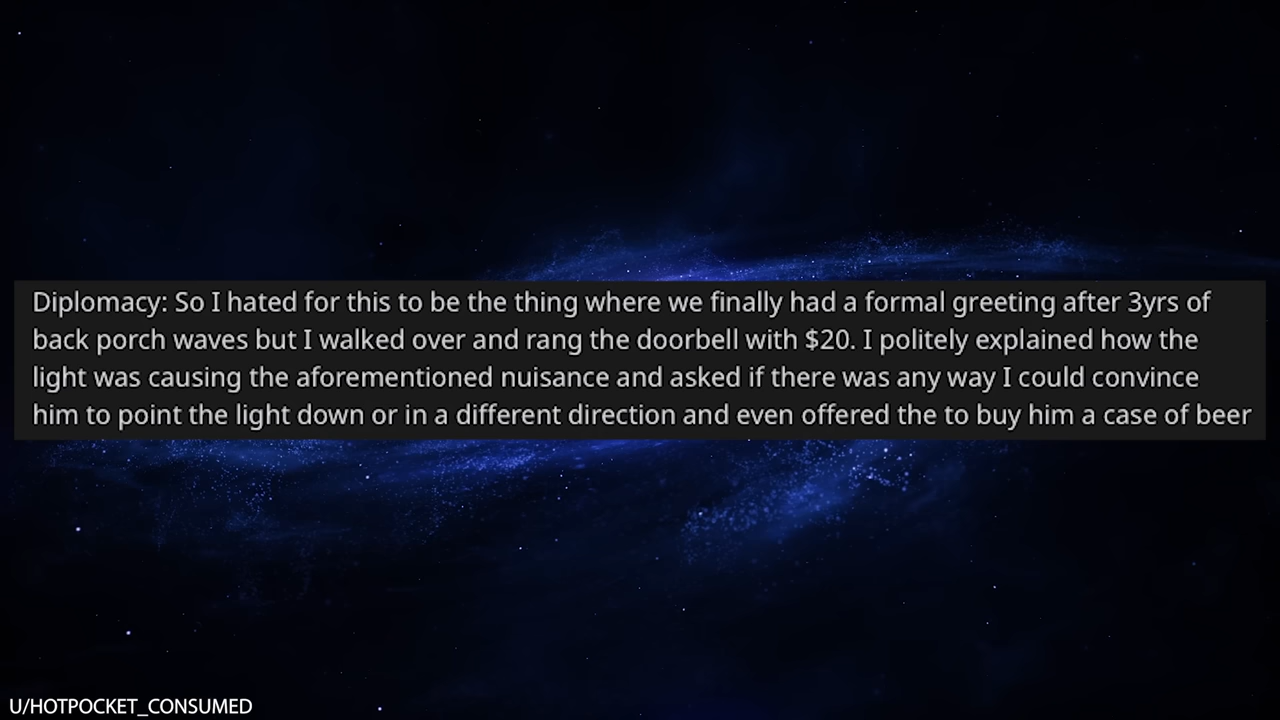 Diplomacy: So I hated for this to be the thing where we finally had a formal greeting after 3yrs of
back porch waves but I walked over and rang the doorbell with $20. I politely explained how the
light was causing the aforementioned nuisance and asked if there was any way I could convince
him to point the light down or in a different direction and even offered the to buy him a case of beer
U/HOTPOCKET_CONSUMED